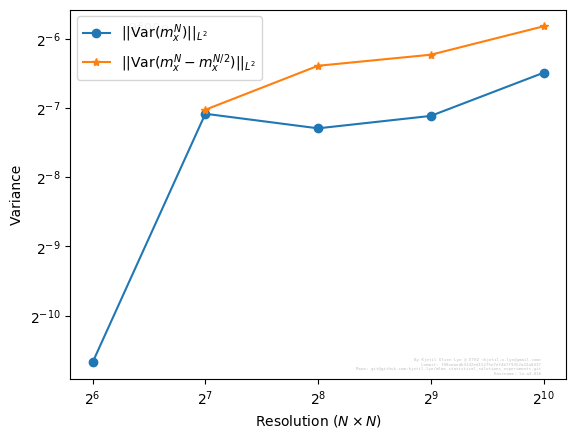 ||Var(m_x^N)||_{L^2}
||Var(m_x^N − m_x^{N/2})||_{L^2}
Variance
2^{-6}
2^{-7}
2^{-8}
2^{-9}
2^{-10}
2^6 2^7 2^8 2^9 2^{10}
Resolution (N × N)